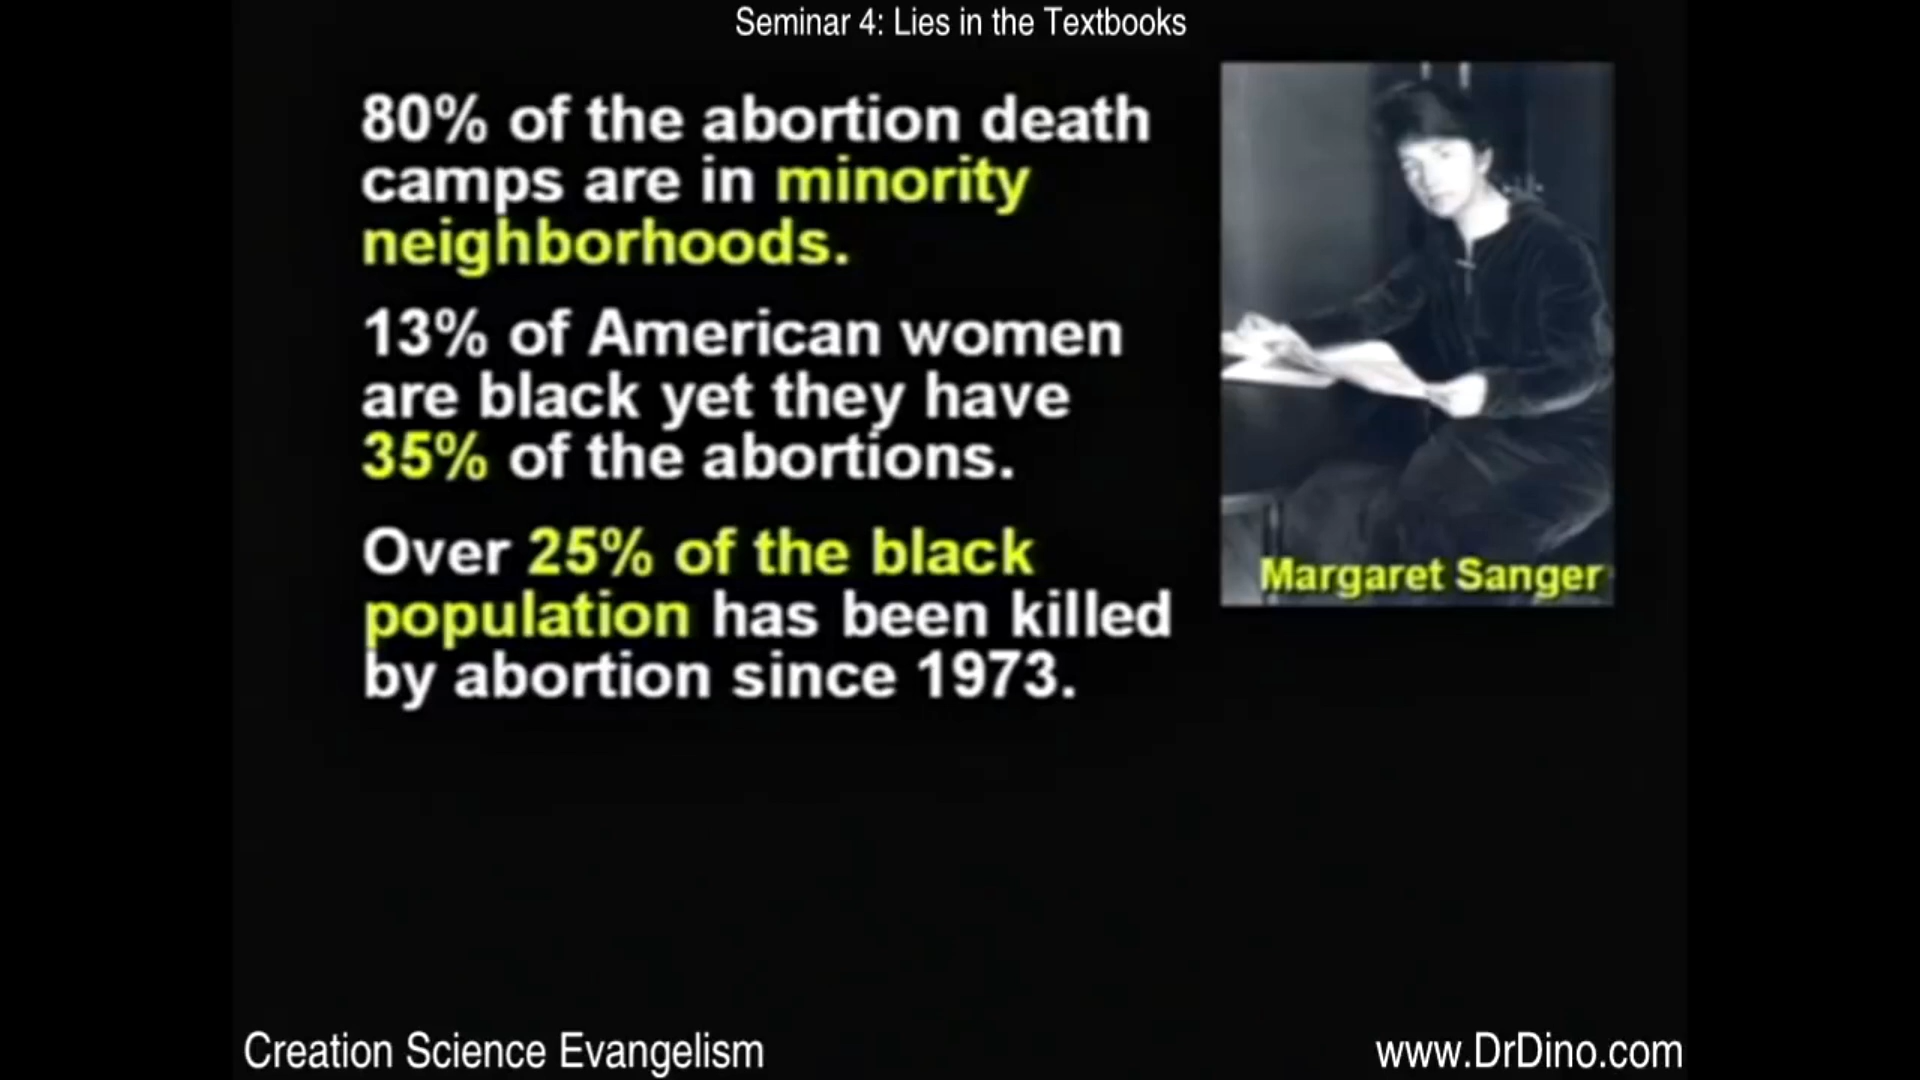 Seminar 4: Lies in the Textbooks
80% of the abortion death
camps are in minority
neighborhoods.
13% of American women
are black yet they have
35% of the abortions.
Over 25% of the black
population has been killed
by abortion since 1973.
Margaret Sanger
Creation Science Evangelism
www.DrDino.com